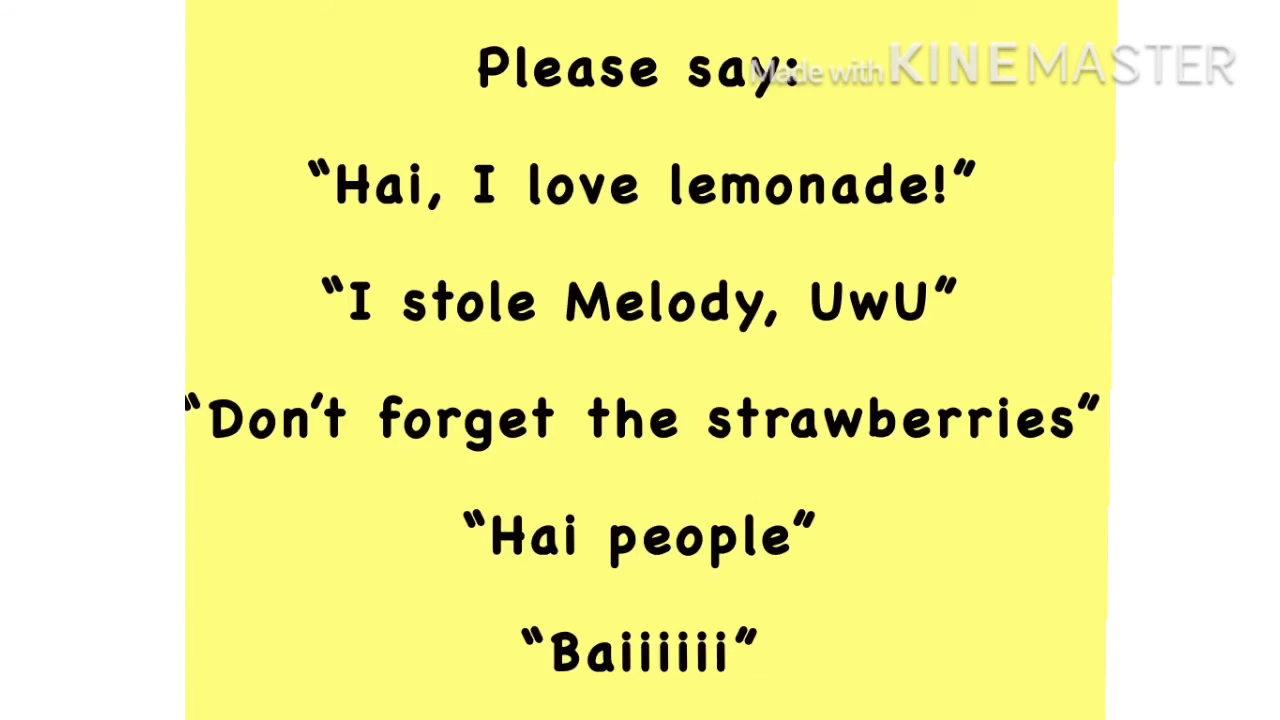 Please say:
Made with KINEMASTER
“Hai, I love lemonade!”
“I stole Melody, UwU”
“Don’t forget the strawberries”
“Hai people”
“Baiiiiii”